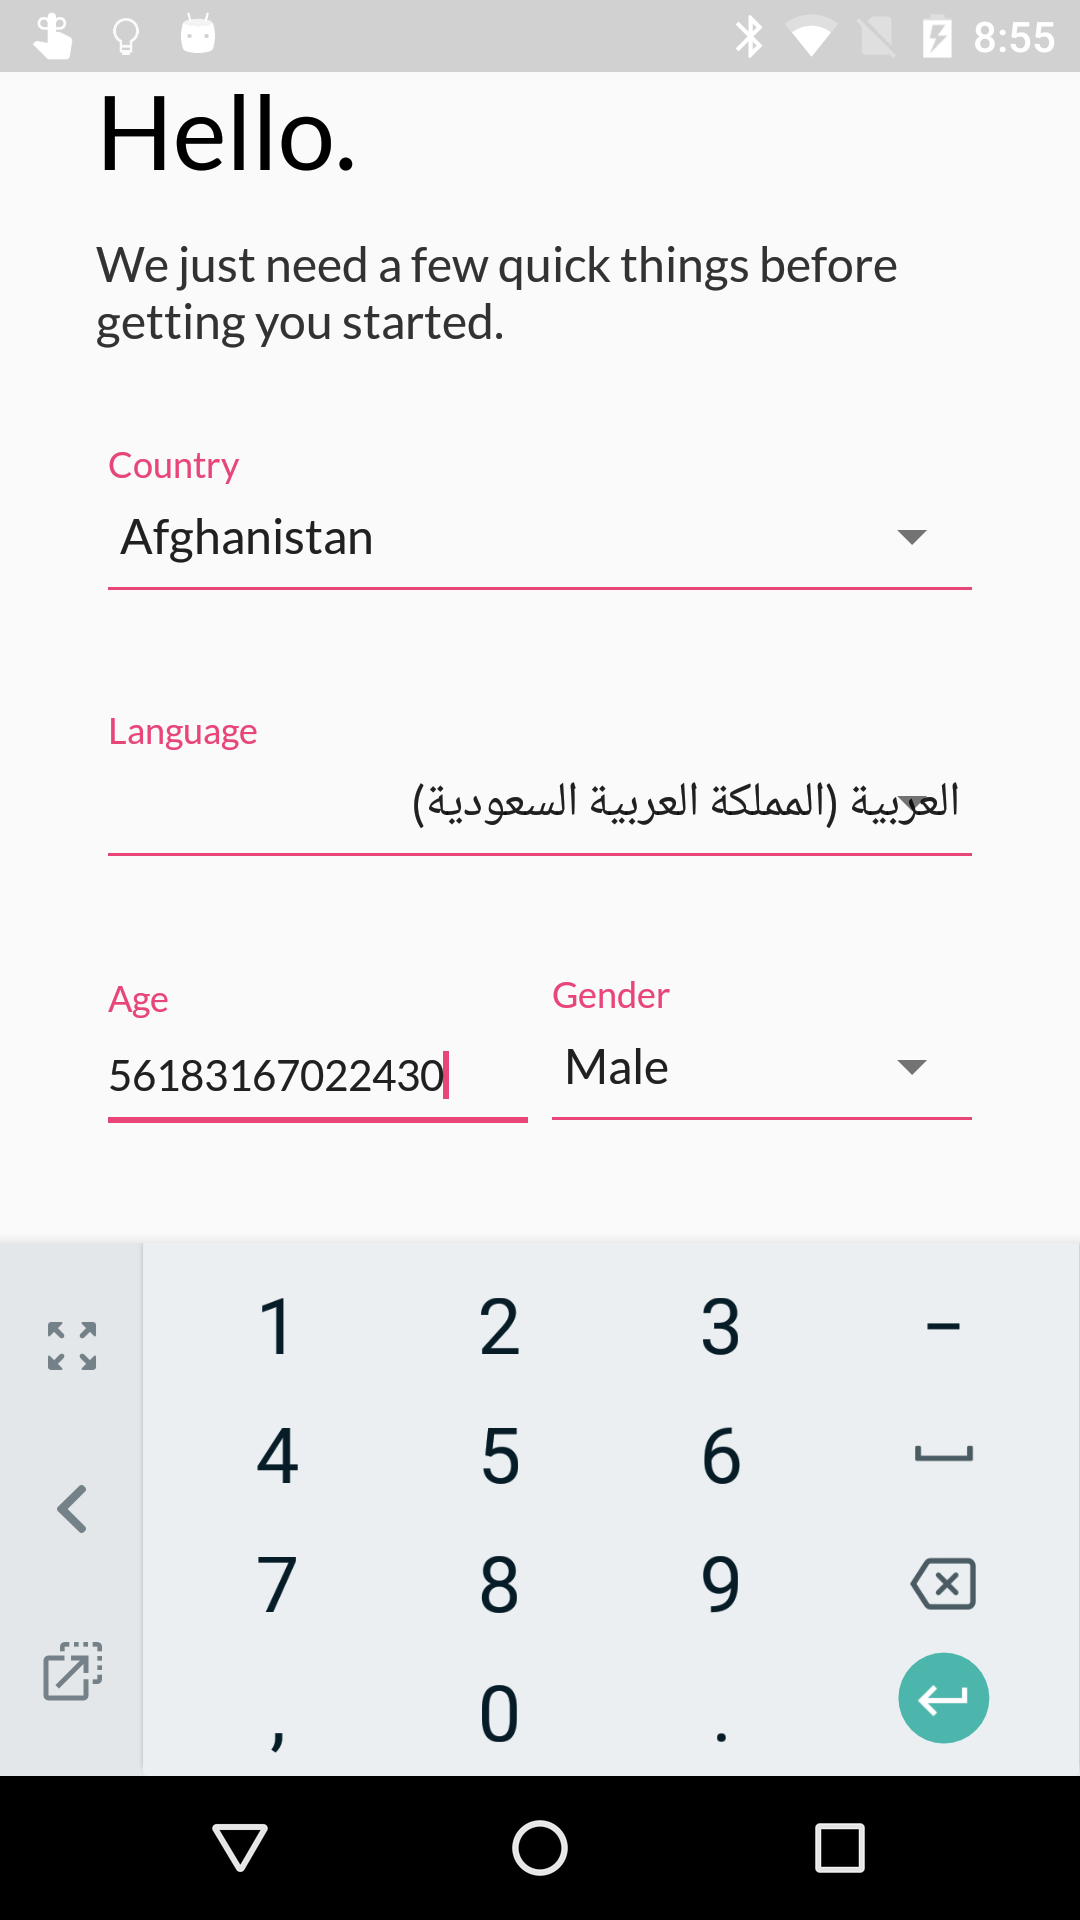 8:55
Hello.
We just need a few quick things before
getting you started.
Country
Afghanistan
Language
العربية (المملكة العربية السعودية)
Age
56183167022430
Gender
Male
1 2 3 –
4 5 6
7 8 9
, 0 .